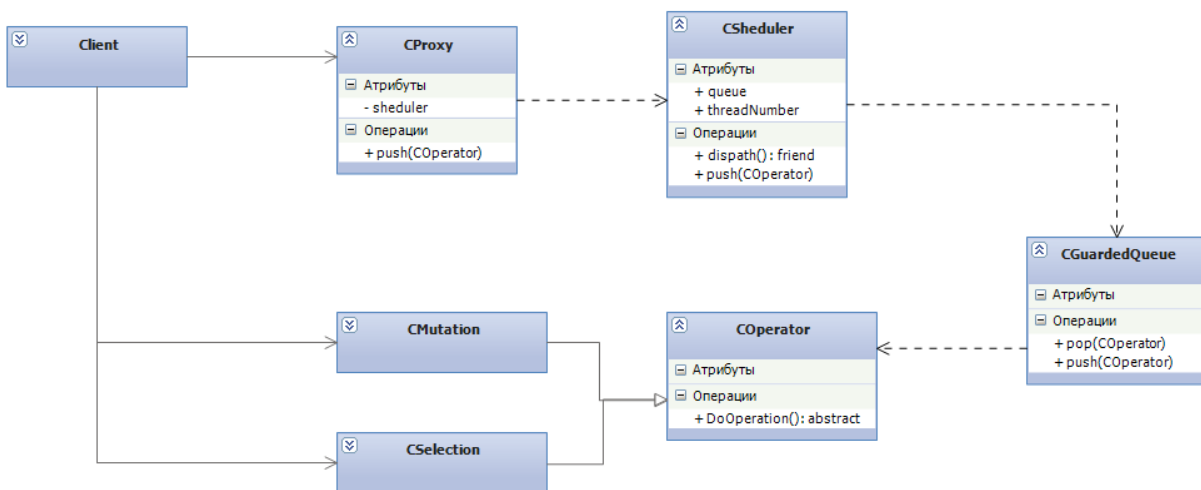 Client
CProxy
Атрибуты
- sheduler
Операции
+ push(COperator)
CSheduler
Атрибуты
+ queue
+ threadNumber
Операции
+ dispath() : friend
+ push(COperator)
CGuardedQueue
Атрибуты
Операции
+ pop(COperator)
+ push(COperator)
CMutation
COperator
Атрибуты
Операции
+ DoOperation() : abstract
CSelection